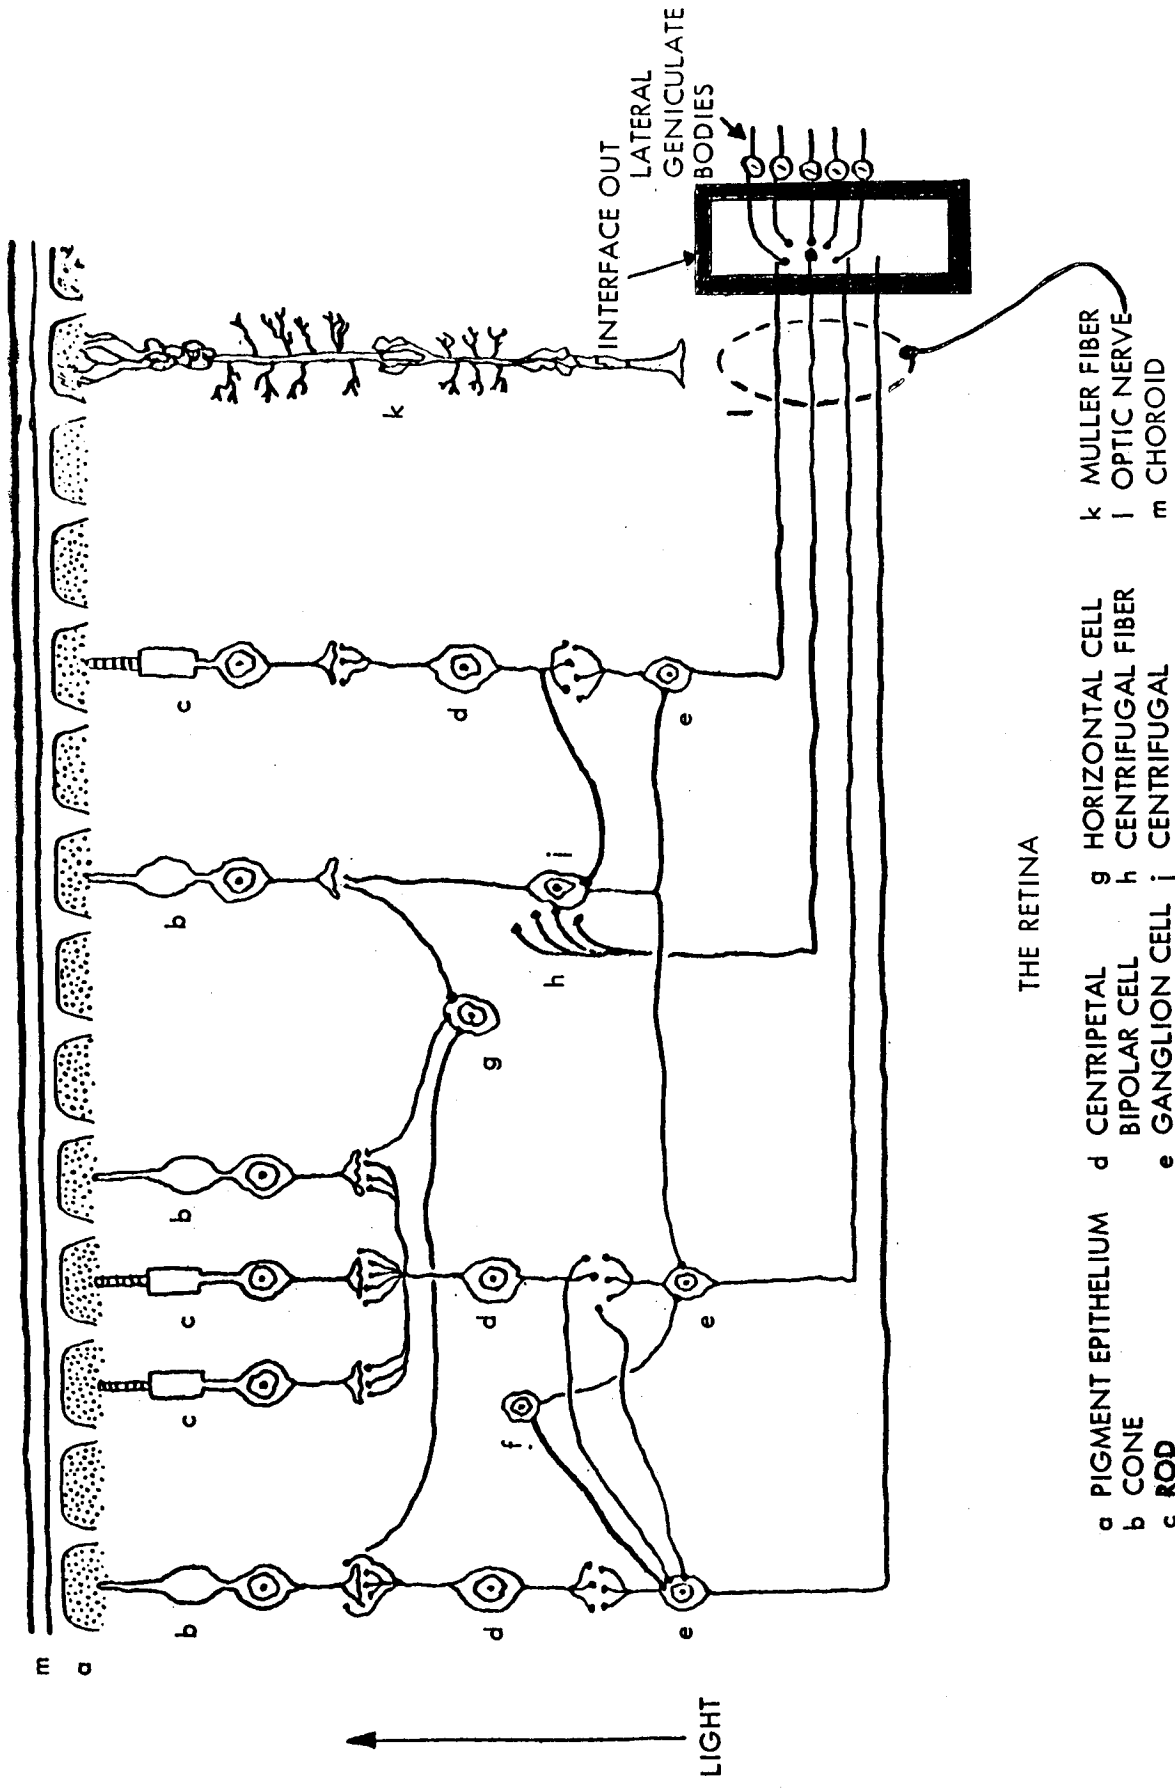 m
a
b c c b b c
k
d d g d
f h i
INTERFACE OUT
LATERAL
GENICULATE
BODIES
e e e
LIGHT
l
THE RETINA
a PIGMENT EPITHELIUM
b CONE
c ROD
d CENTRIPETAL
BIPOLAR CELL
e GANGLION CELL
g HORIZONTAL CELL
h CENTRIFUGAL FIBER
i CENTRIFUGAL
k MULLER FIBER
l OPTIC NERVE
m CHOROID